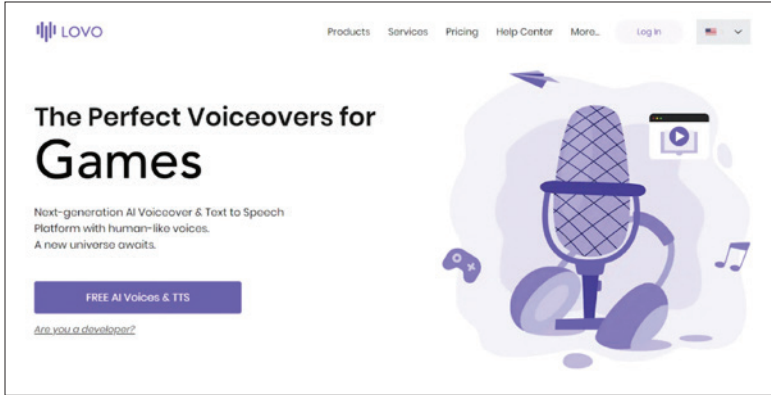 LOVO
Products Services Pricing Help Center More... Log In
The Perfect Voiceovers for
Games
Next-generation AI Voiceover & Text to Speech
Platform with human-like voices.
A new universe awaits.
FREE AI Voices & TTS
Are you a developer?